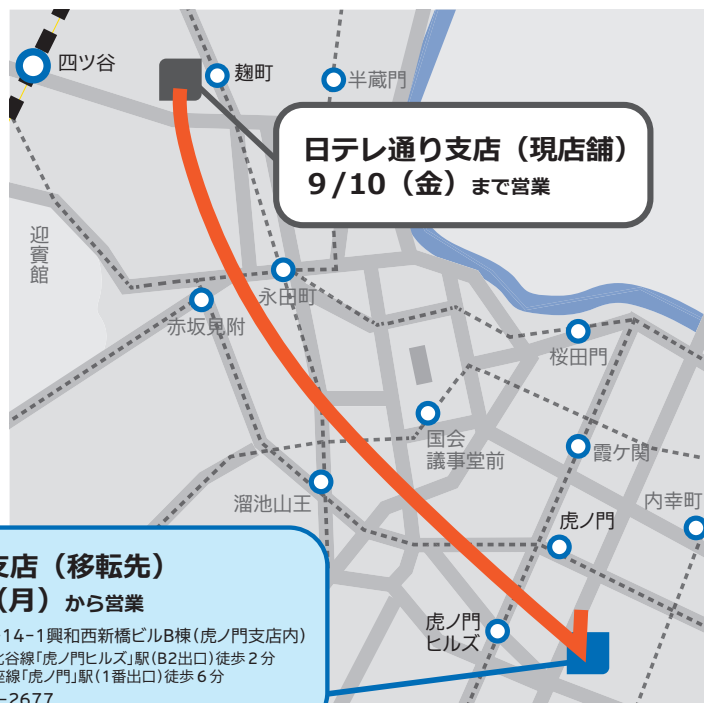 四ツ谷
麹町
半蔵門
日テレ通り支店（現店舗）
9/10（金）まで営業
迎賓館
永田町
赤坂見附
桜田門
国会
議事堂前
霞ケ関
溜池山王
内幸町
虎ノ門
支店（移転先）
（月）から営業
-14-1興和西新橋ビルB棟(虎ノ門支店内)
谷線「虎ノ門ヒルズ」駅(B2出口)徒歩2分
座線「虎ノ門」駅(1番出口)徒歩6分
-2677
虎ノ門
ヒルズ